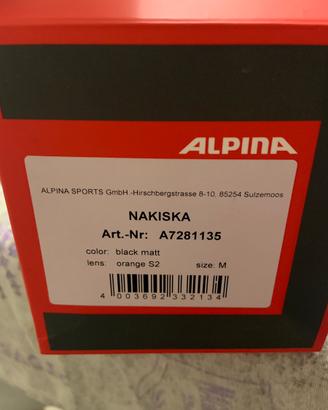 ALPINA
ALPINA SPORTS GmbH.-Hirschbergstrasse 8-10, 85254 Sulzemoos
NAKISKA
Art.-Nr: A7281135
color: black matt
lens: orange S2 size: M
4 003692 332134